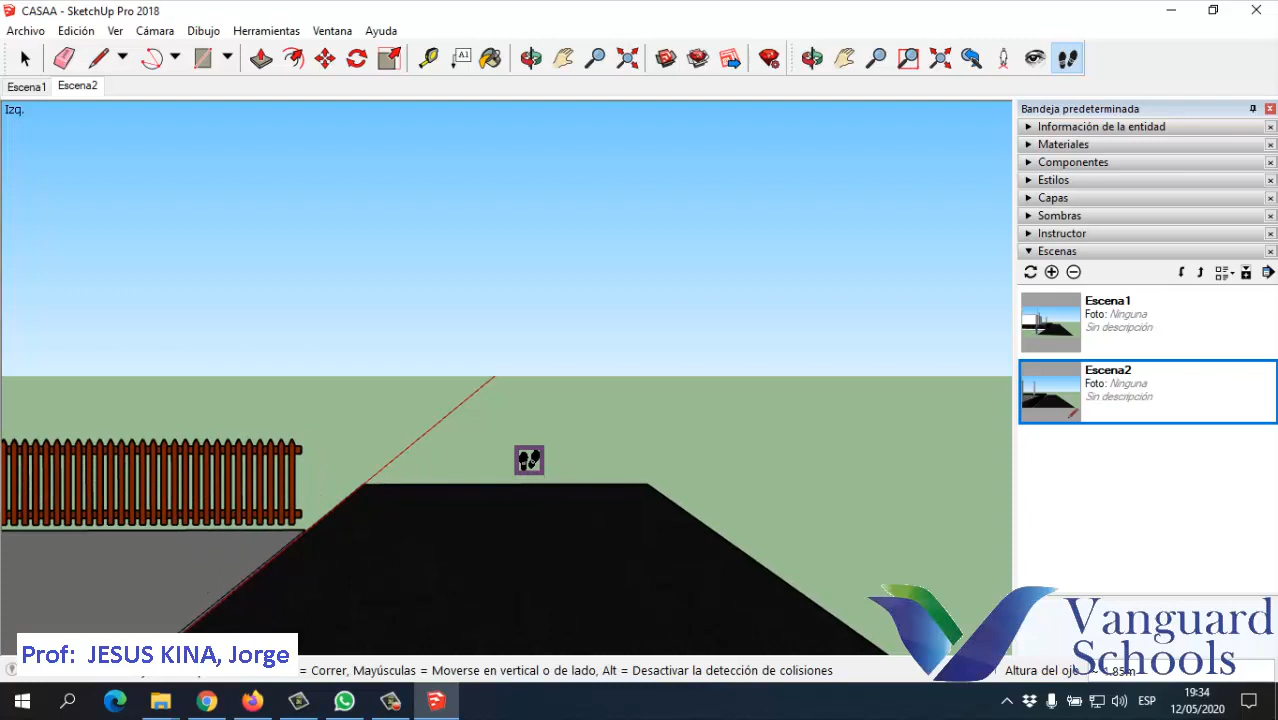 CASAA - SketchUp Pro 2018
Archivo Edición Ver Cámara Dibujo Herramientas Ventana Ayuda
A1
Escena1 Escena2
Izq.
Bandeja predeterminada
Información de la entidad
Materiales
Componentes
Estilos
Capas
Sombras
Instructor
Escenas
Escena1
Foto: Ninguna
Sin descripción
Escena2
Foto: Ninguna
Sin descripción
Vanguard
Schools
Prof: JESUS KINA, Jorge
= Correr, Mayúsculas = Moverse en vertical o de lado, Alt = Desactivar la detección de colisiones
Altura del ojo 1.85m
ESP
19:34
12/05/2020